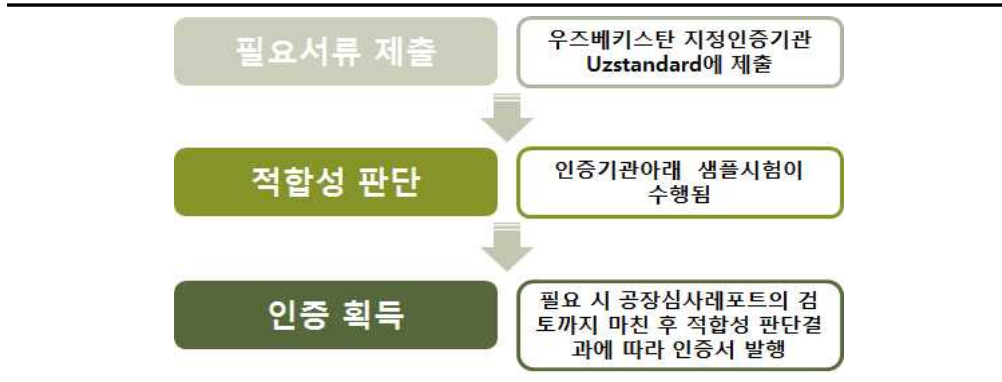 필요서류 제출
우즈베키스탄 지정인증기관
Uzstandard에 제출
적합성 판단
인증기관아래 샘플시험이
수행됨
인증 획득
필요 시 공장심사레포트의 검
토까지 마친 후 적합성 판단결
과에 따라 인증서 발행